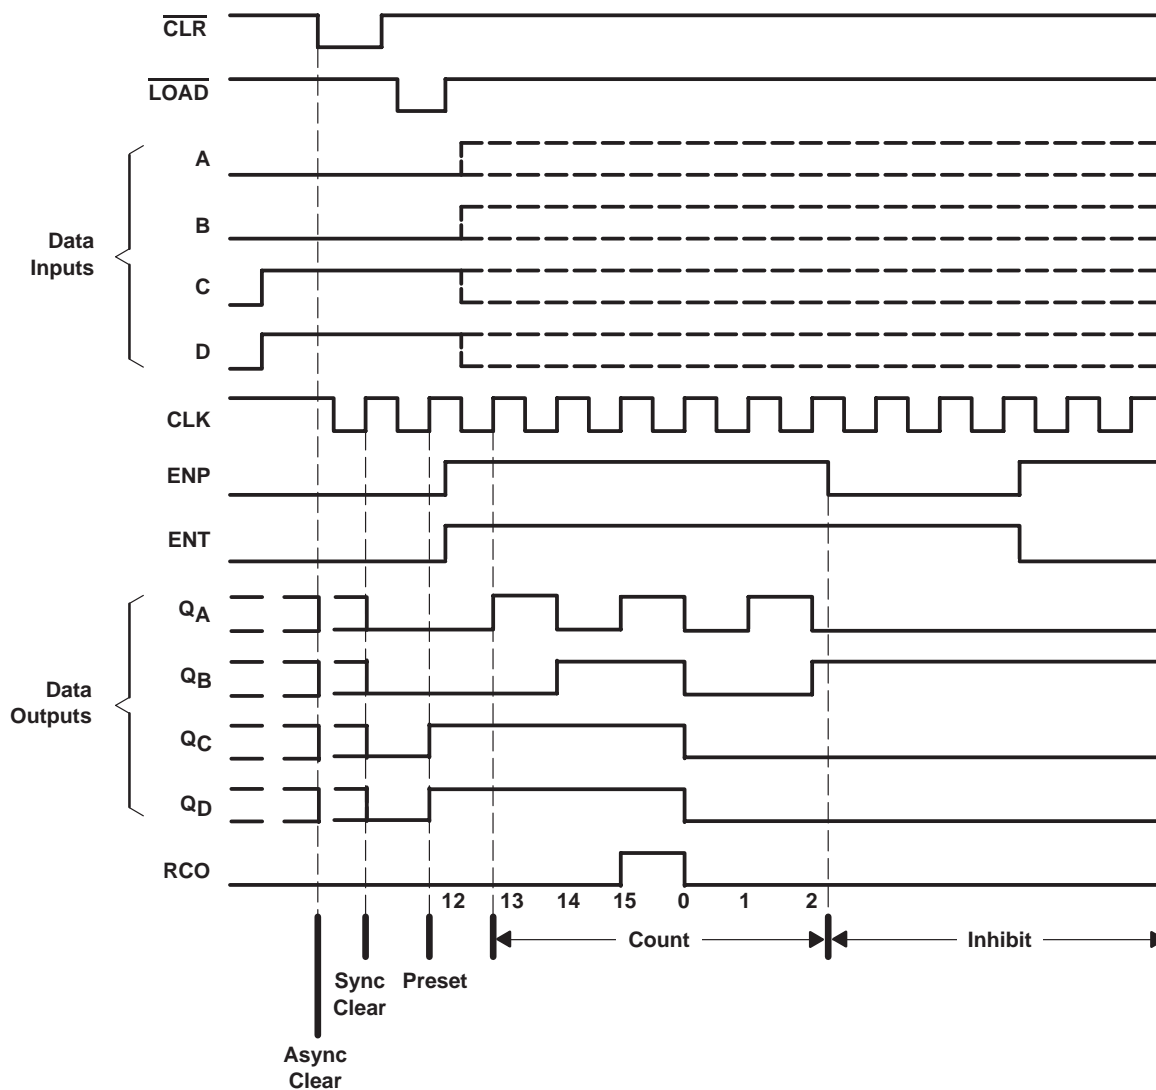 CLR
LOAD
A
B
Data
Inputs
C
D
CLK
ENP
ENT
QA
QB
Data
Outputs
QC
QD
RCO
12 13 14 15 0 1 2
Count Inhibit
Sync
Clear
Preset
Async
Clear